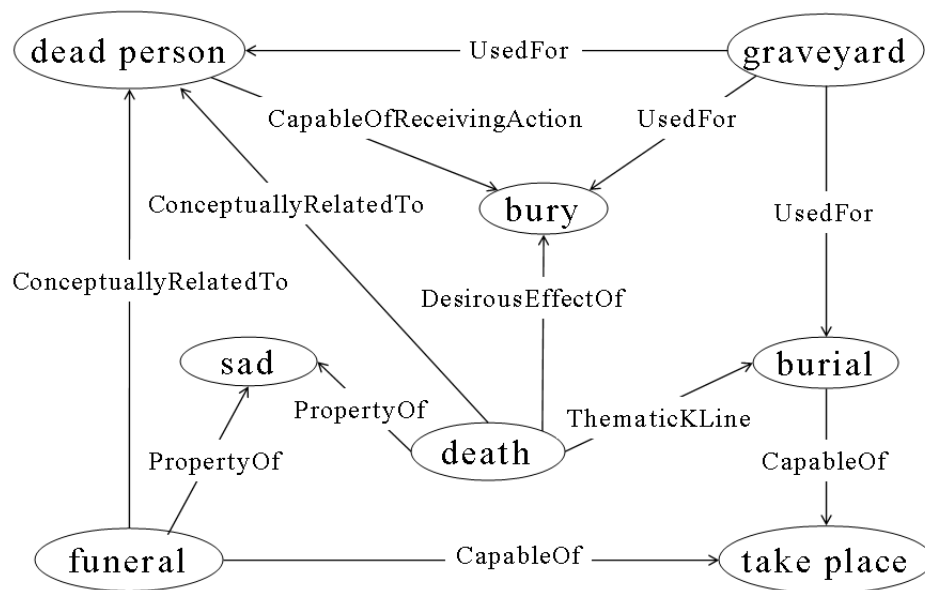 dead person
UsedFor
graveyard
CapableOfReceivingAction
UsedFor
ConceptuallyRelatedTo
bury
UsedFor
ConceptuallyRelatedTo
DesirousEffectOf
sad
burial
PropertyOf
ThematicKLine
PropertyOf
death
CapableOf
funeral
CapableOf
take place